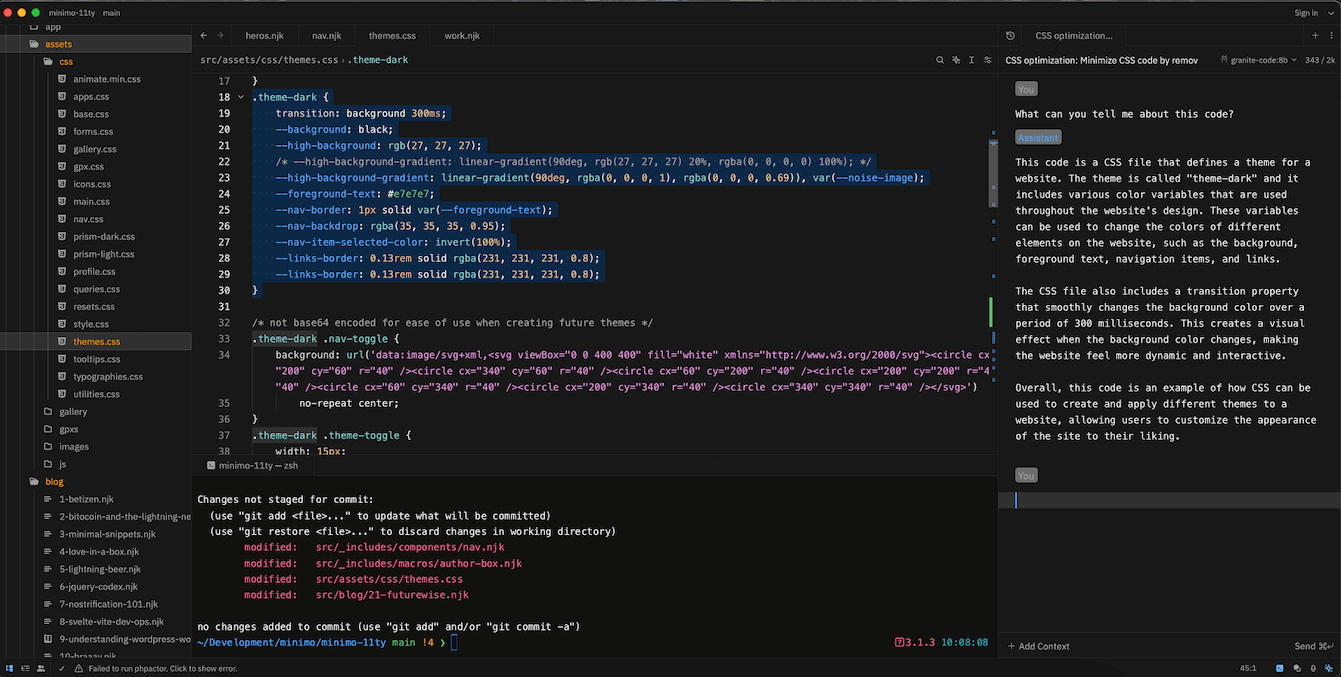 minimo-11ty main
Sign in
app
assets
css
animate.min.css
apps.css
base.css
forms.css
gallery.css
gpx.css
icons.css
main.css
nav.css
prism-dark.css
prism-light.css
profile.css
queries.css
resets.css
style.css
themes.css
tooltips.css
typographies.css
utilities.css
gallery
gpxs
images
js
blog
1-betizen.njk
2-bitocoin-and-the-lightning-ne
3-minimal-snippets.njk
4-love-in-a-box.njk
5-lightning-beer.njk
6-jquery-codex.njk
7-nostrification-101.njk
8-svelte-vite-dev-ops.njk
9-understanding-wordpress-wo
heros.njk nav.njk themes.css work.njk
src/assets/css/themes.css › .theme-dark
17 }
18 .theme-dark {
19 transition: background 300ms;
20 --background: black;
21 --high-background: rgb(27, 27, 27);
22 /* --high-background-gradient: linear-gradient(90deg, rgb(27, 27, 27) 20%, rgba(0, 0, 0, 0) 100%); */
23 --high-background-gradient: linear-gradient(90deg, rgba(0, 0, 0, 1), rgba(0, 0, 0, 0.69)), var(--noise-image);
24 --foreground-text: #e7e7e7;
25 --nav-border: 1px solid var(--foreground-text);
26 --nav-backdrop: rgba(35, 35, 35, 0.95);
27 --nav-item-selected-color: invert(100%);
28 --links-border: 0.13rem solid rgba(231, 231, 231, 0.8);
29 --links-border: 0.13rem solid rgba(231, 231, 231, 0.8);
30 }
31
32 /* not base64 encoded for ease of use when creating future themes */
33 .theme-dark .nav-toggle {
34 background: url('data:image/svg+xml,<svg viewBox="0 0 400 400" fill="white" xmlns="http://www.w3.org/2000/svg"><circle cx
"200" cy="60" r="40" /><circle cx="340" cy="60" r="40" /><circle cx="60" cy="200" r="40" /><circle cx="200" cy="200" r="4
"40" /><circle cx="60" cy="340" r="40" /><circle cx="200" cy="340" r="40" /><circle cx="340" cy="340" r="40" /></svg>')
35 no-repeat center;
36 }
37 .theme-dark .theme-toggle {
38 width: 15px;
minimo-11ty — zsh
Changes not staged for commit:
(use "git add <file>..." to update what will be committed)
(use "git restore <file>..." to discard changes in working directory)
modified: src/_includes/components/nav.njk
modified: src/_includes/macros/author-box.njk
modified: src/assets/css/themes.css
modified: src/blog/21-futurewise.njk
no changes added to commit (use "git add" and/or "git commit -a")
~/Development/minimo/minimo-11ty main !4 ❯
3.1.3 10:08:08
CSS optimization...
CSS optimization: Minimize CSS code by remov granite-code:8b 343 / 2k
You
What can you tell me about this code?
Assistant
This code is a CSS file that defines a theme for a
website. The theme is called "theme-dark" and it
includes various color variables that are used
throughout the website's design. These variables
can be used to change the colors of different
elements on the website, such as the background,
foreground text, navigation items, and links.
The CSS file also includes a transition property
that smoothly changes the background color over a
period of 300 milliseconds. This creates a visual
effect when the background color changes, making
the website feel more dynamic and interactive.
Overall, this code is an example of how CSS can be
used to create and apply different themes to a
website, allowing users to customize the appearance
of the site to their liking.
You
+ Add Context
Send ⌘↵
Failed to run phpactor. Click to show error.
45:1